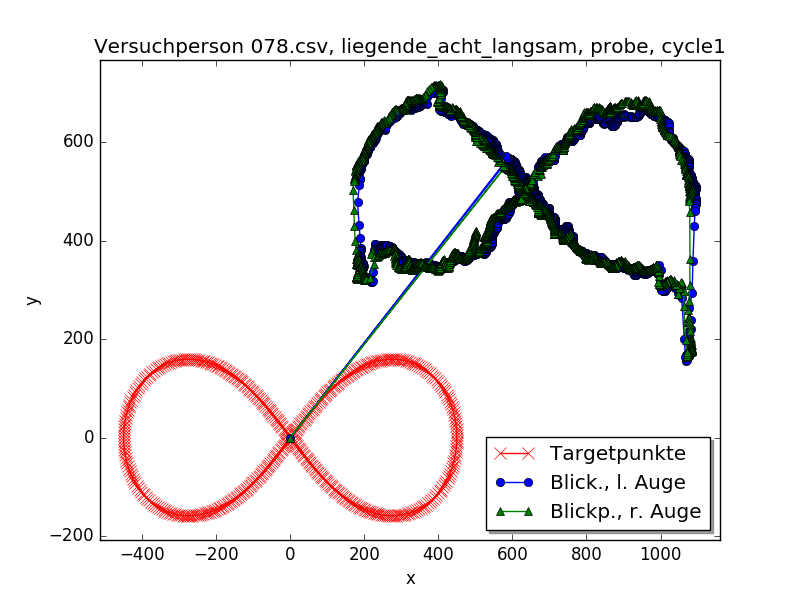 Versuchperson 078.csv, liegende_acht_langsam, probe, cycle1
600
400
200
0
−200
y
−400 −200 0 200 400 600 800 1000
x
Targetpunkte
Blick., l. Auge
Blickp., r. Auge